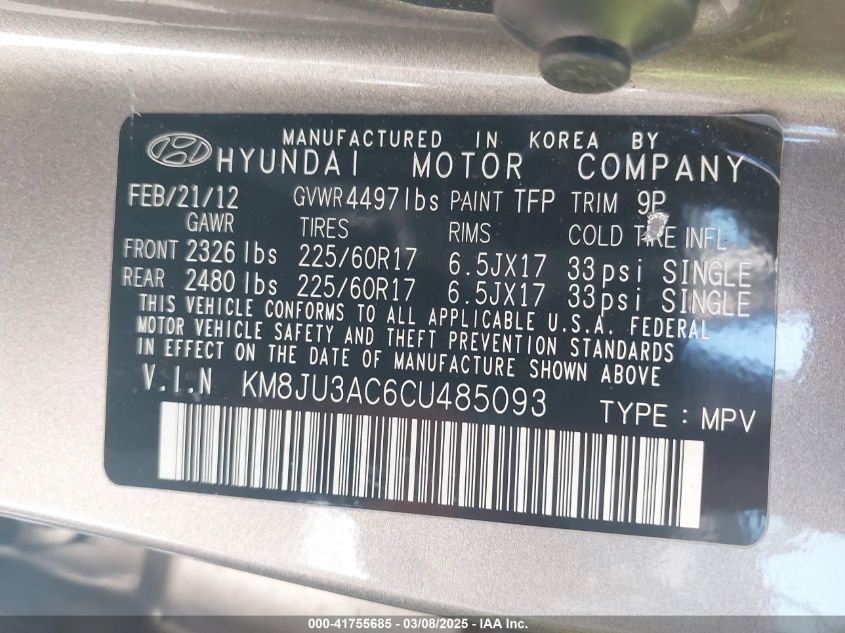 MANUFACTURED IN KOREA BY
HYUNDAI MOTOR COMPANY
FEB/21/12 GVWR 4497lbs PAINT TFP TRIM 9P
GAWR TIRES RIMS COLD TIRE INFL
FRONT 2326 lbs 225/60R17 6.5JX17 33psi SINGLE
REAR 2480 lbs 225/60R17 6.5JX17 33psi SINGLE
THIS VEHICLE CONFORMS TO ALL APPLICABLE U.S.A. FEDERAL
MOTOR VEHICLE SAFETY AND THEFT PREVENTION STANDARDS
IN EFFECT ON THE DATE OF MANUFACTURE SHOWN ABOVE
V.I.N KM8JU3AC6CU485093 TYPE : MPV
000-41755685 - 03/08/2025 - IAA Inc.